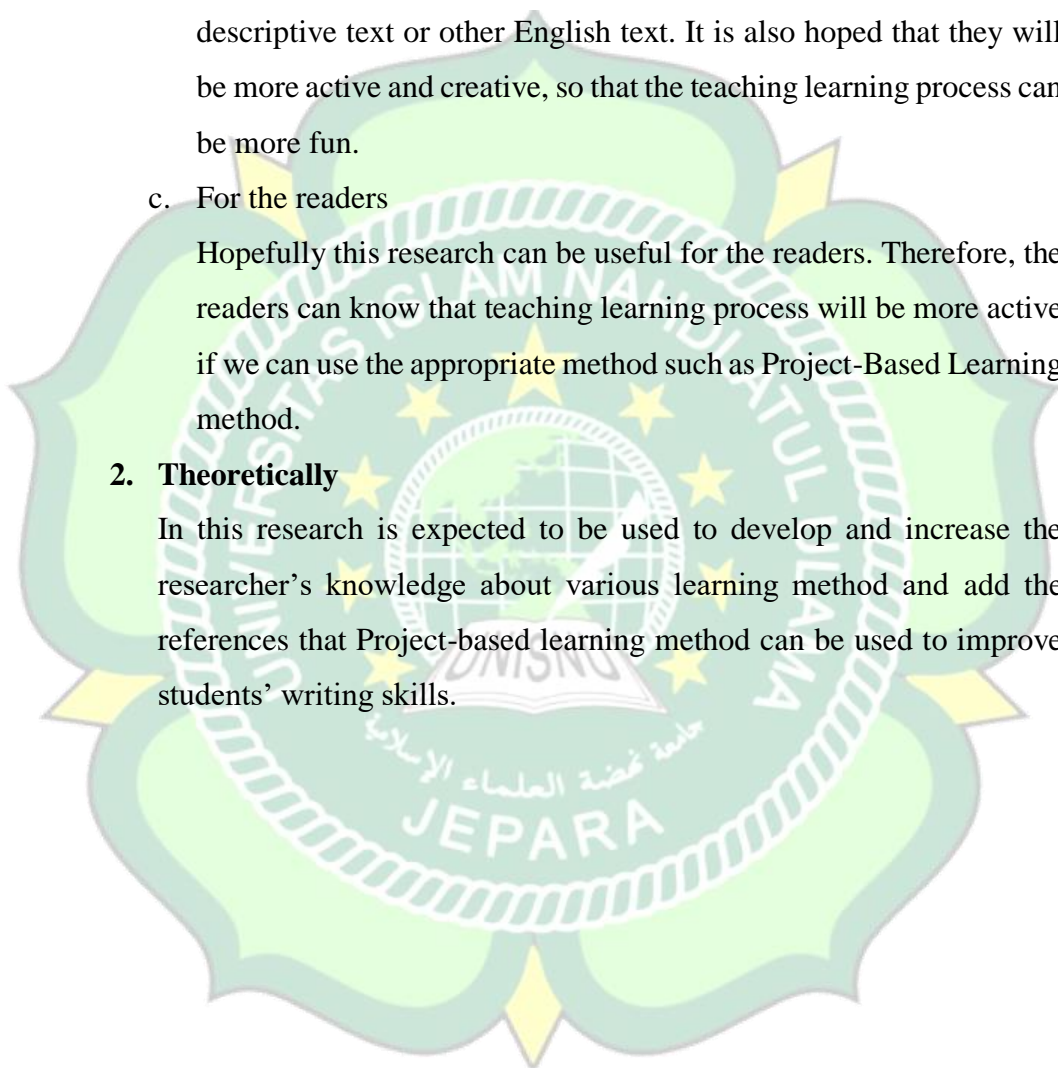 descriptive text or other English text. It is also hoped that they will
be more active and creative, so that the teaching learning process can
be more fun.
c. For the readers
Hopefully this research can be useful for the readers. Therefore, the
readers can know that teaching learning process will be more active
if we can use the appropriate method such as Project-Based Learning
method.
2. Theoretically
In this research is expected to be used to develop and increase the
researcher’s knowledge about various learning method and add the
references that Project-based learning method can be used to improve
students’ writing skills.
UNIVERSITAS ISLAM NAHDLATUL ULAMA
UNISNU
جامعة نهضة العلماء الإسلامية
JEPARA